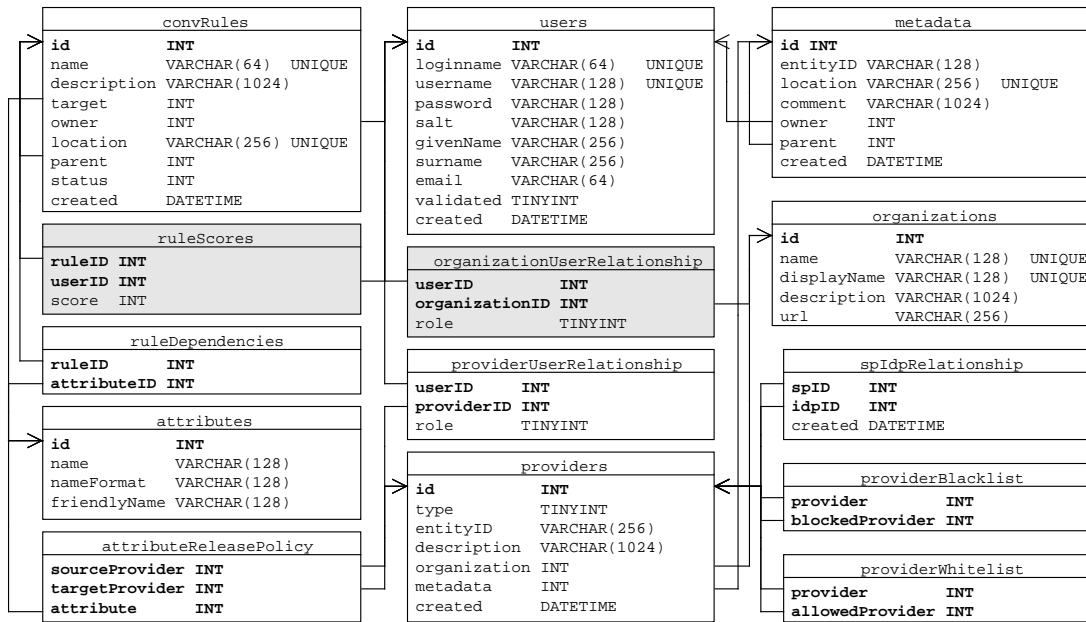 convRules
id INT
name VARCHAR(64) UNIQUE
description VARCHAR(1024)
target INT
owner INT
location VARCHAR(256) UNIQUE
parent INT
status INT
created DATETIME
ruleScores
ruleID INT
userID INT
score INT
ruleDependencies
ruleID INT
attributeID INT
attributes
id INT
name VARCHAR(128)
nameFormat VARCHAR(128)
friendlyName VARCHAR(128)
attributeReleasePolicy
sourceProvider INT
targetProvider INT
attribute INT
users
id INT
loginname VARCHAR(64) UNIQUE
username VARCHAR(128) UNIQUE
password VARCHAR(128)
salt VARCHAR(128)
givenName VARCHAR(256)
surname VARCHAR(256)
email VARCHAR(64)
validated TINYINT
created DATETIME
organizationUserRelationship
userID INT
organizationID INT
role TINYINT
providerUserRelationship
userID INT
providerID INT
role TINYINT
providers
id INT
type TINYINT
entityID VARCHAR(256)
description VARCHAR(1024)
organization INT
metadata INT
created DATETIME
metadata
id INT
entityID VARCHAR(128)
location VARCHAR(256) UNIQUE
comment VARCHAR(1024)
owner INT
parent INT
created DATETIME
organizations
id INT
name VARCHAR(128) UNIQUE
displayName VARCHAR(128) UNIQUE
description VARCHAR(1024)
url VARCHAR(256)
spIdpRelationship
spID INT
idpID INT
created DATETIME
providerBlacklist
provider INT
blockedProvider INT
providerWhitelist
provider INT
allowedProvider INT